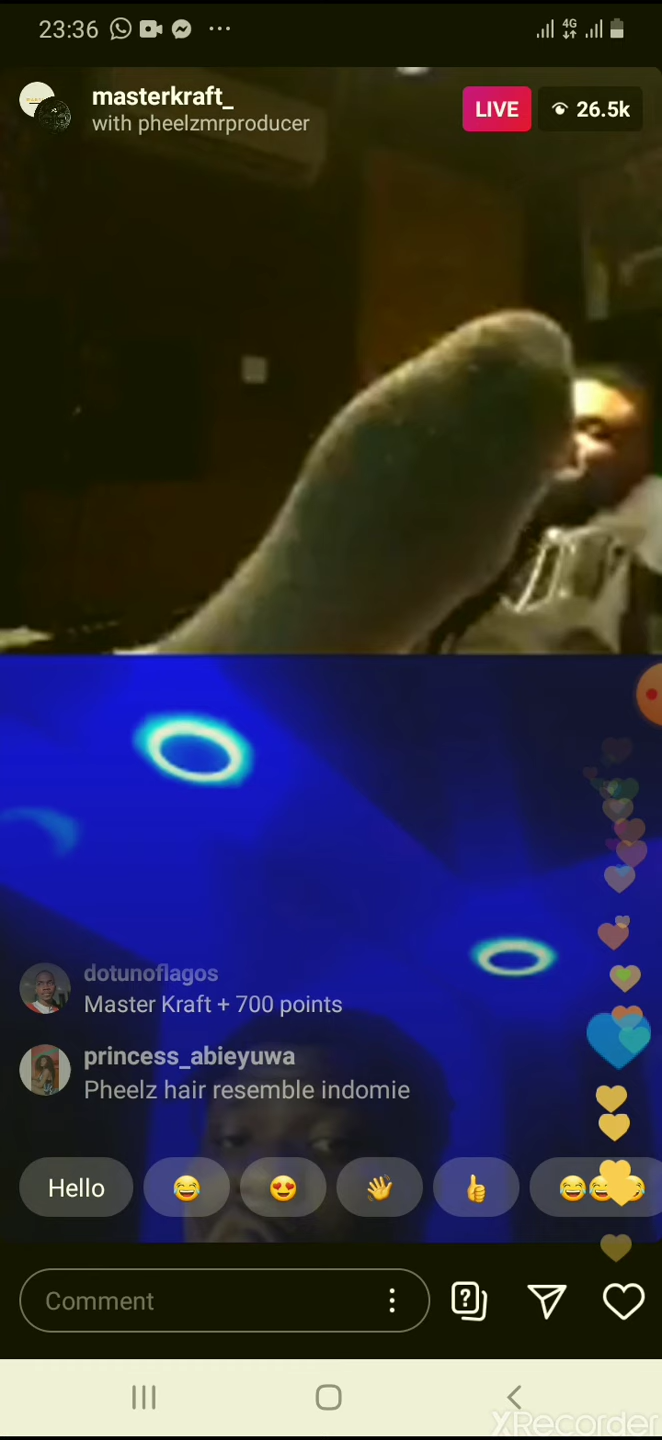 23:36
4G
masterkraft_
with pheelzmrproducer
LIVE
26.5k
dotunoflagos
Master Kraft + 700 points
princess_abieyuwa
Pheelz hair resemble indomie
Hello
Comment
XRecorder